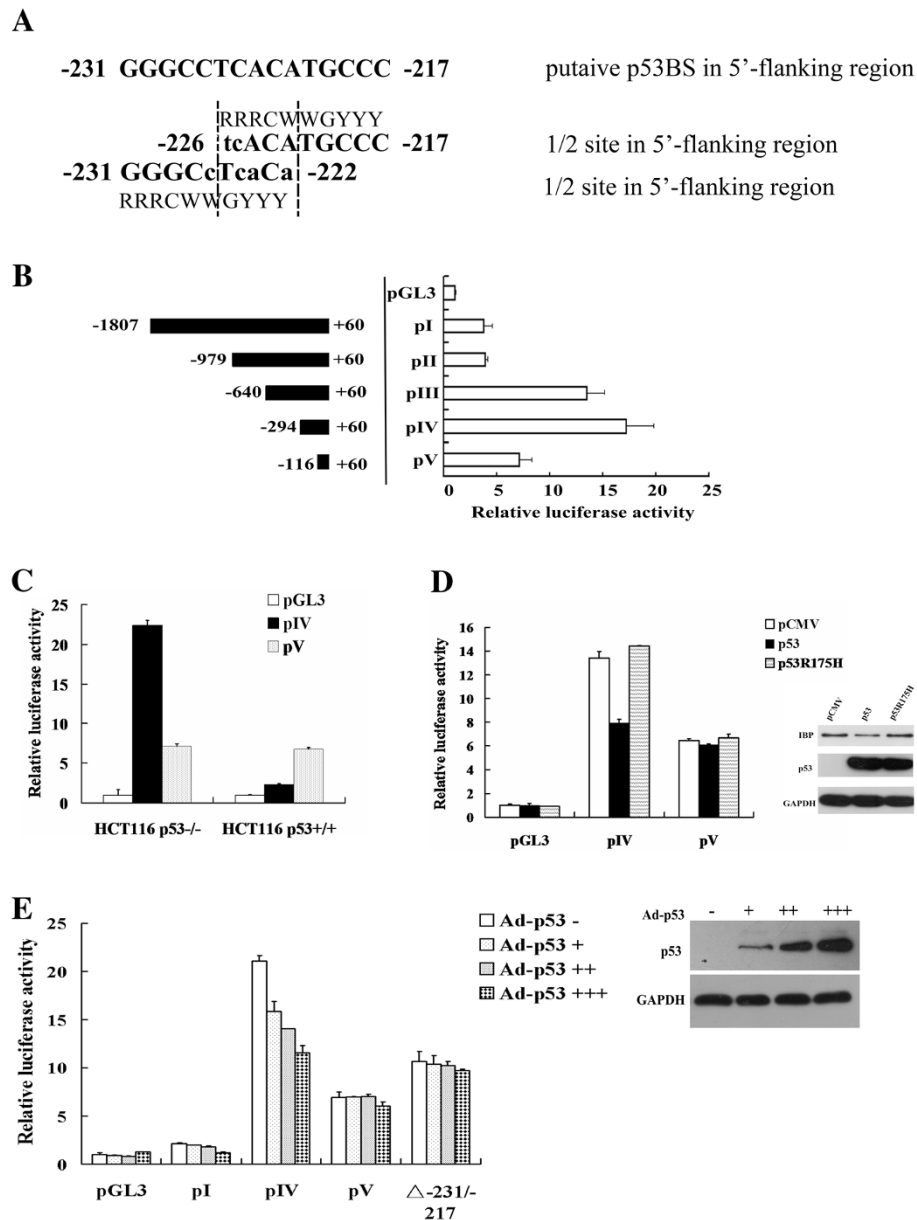 A
-231 GGGCCTCACATGCCC -217 putaive p53BS in 5'-flanking region
RRRCWWGYYY
-226 tcACATGCCC -217 1/2 site in 5'-flanking region
-231 GGGCcTcaCa -222 1/2 site in 5'-flanking region
RRRCWWGYYY
B
pGL3
-1807 +60 pI
-979 +60 pII
-640 +60 pIII
-294 +60 pIV
-116 +60 pV
0 5 10 15 20 25
Relative luciferase activity
C
Relative luciferase activity
25
20
15
10
5
0
pGL3
pIV
pV
HCT116 p53-/- HCT116 p53+/+
D
Relative luciferase activity
16
14
12
10
8
6
4
2
0
pCMV
p53
p53R175H
pGL3 pIV pV
pCMV p53 p53R175H
IBP
p53
GAPDH
E
Relative luciferase activity
25
20
15
10
5
0
Ad-p53 -
Ad-p53 +
Ad-p53 ++
Ad-p53 +++
pGL3 pI pIV pV △-231/-
217
Ad-p53 - + ++ +++
p53
GAPDH